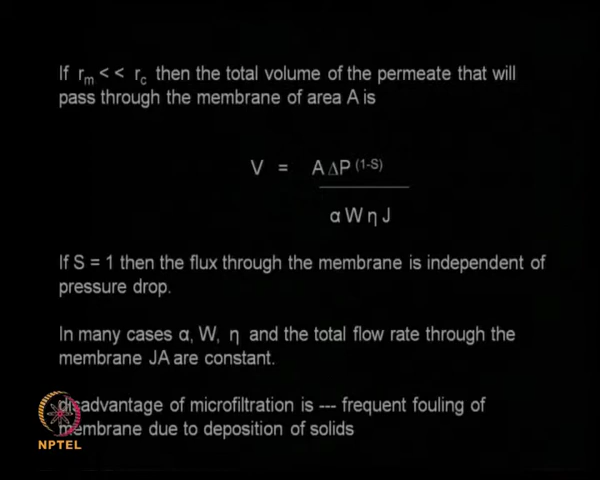 If rm < < rc then the total volume of the permeate that will
pass through the membrane of area A is
V = A ΔP (1-S)
α W η J
If S = 1 then the flux through the membrane is independent of
pressure drop.
In many cases α, W, η and the total flow rate through the
membrane JA are constant.
disadvantage of microfiltration is --- frequent fouling of
membrane due to deposition of solids
NPTEL